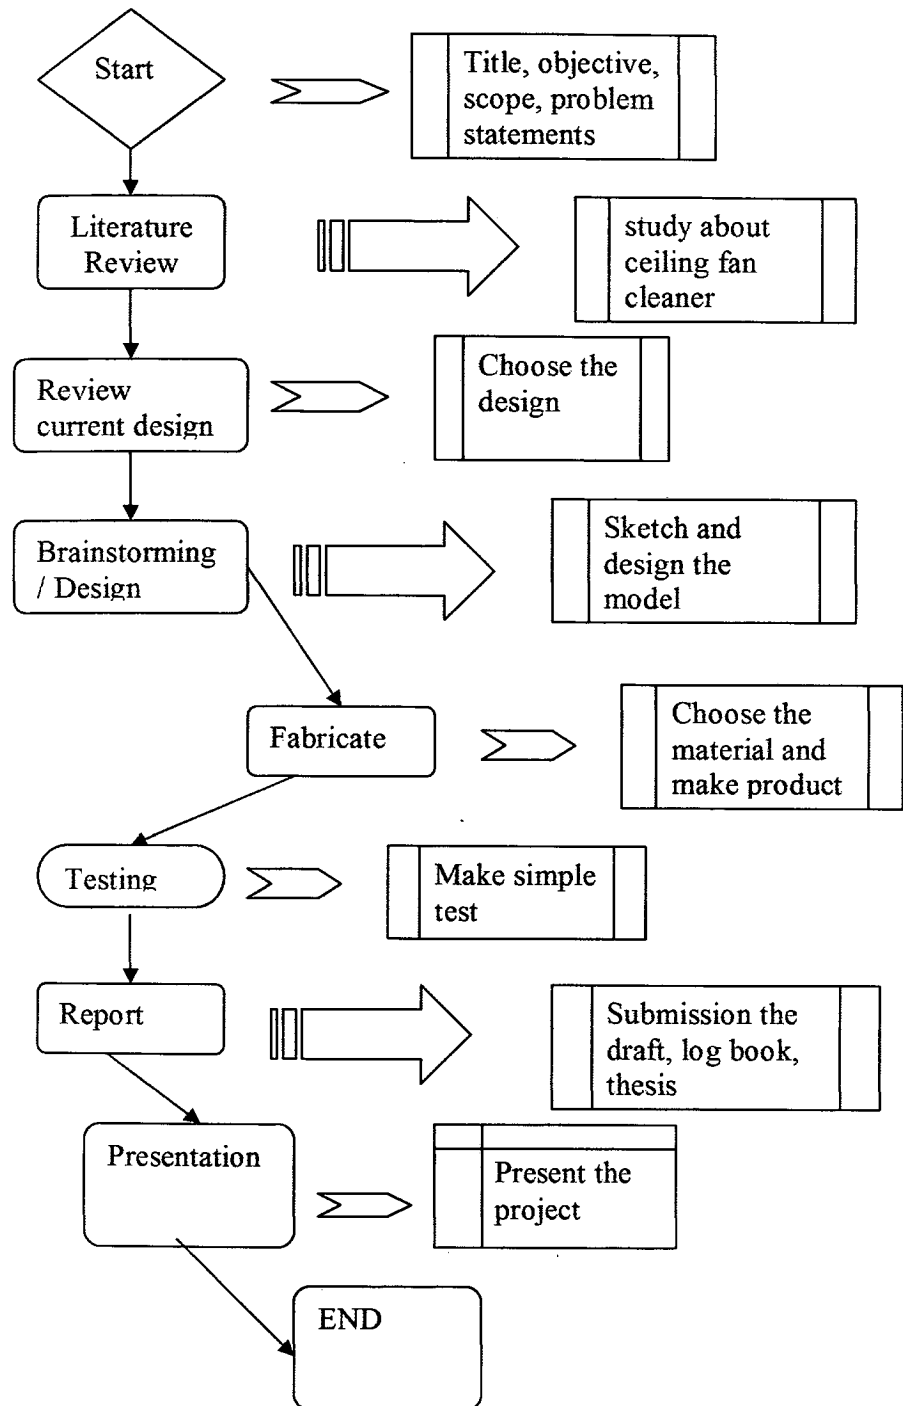 Start
Title, objective,
scope, problem
statements
Literature
Review
study about
ceiling fan
cleaner
Review
current design
Choose the
design
Brainstorming
/ Design
Sketch and
design the
model
Fabricate
Choose the
material and
make product
Testing
Make simple
test
Report
Submission the
draft, log book,
thesis
Presentation
Present the
project
END